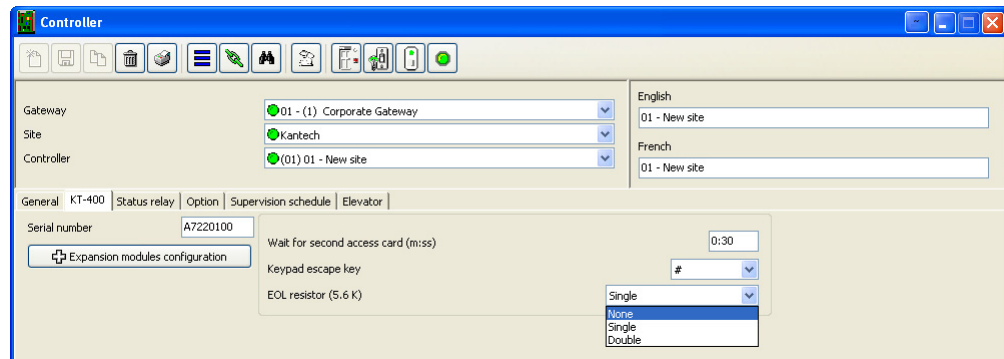 Controller
Gateway
01 - (1) Corporate Gateway
Site
Kantech
Controller
(01) 01 - New site
English
01 - New site
French
01 - New site
General KT-400 Status relay Option Supervision schedule Elevator
Serial number A7220100
Expansion modules configuration
Wait for second access card (m:ss) 0:30
Keypad escape key #
EOL resistor (5.6 K) Single
None
Single
Double